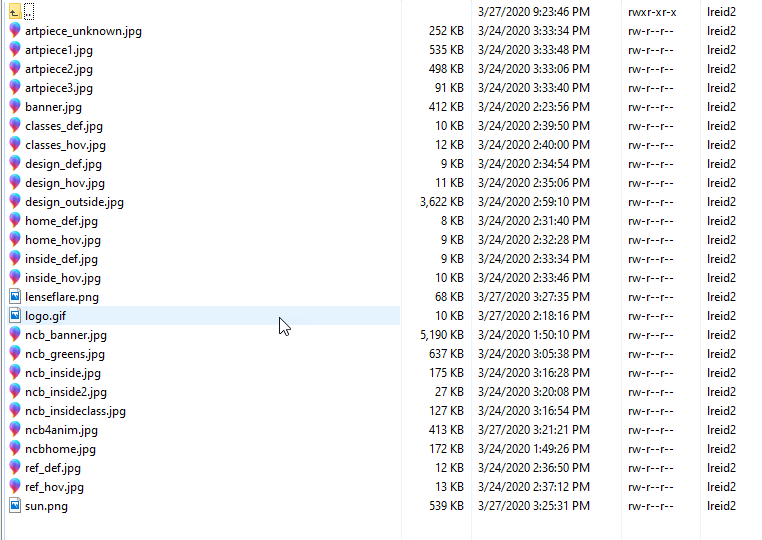 .. 3/27/2020 9:23:46 PM rwxr-xr-x lreid2
artpiece_unknown.jpg 252 KB 3/24/2020 3:33:34 PM rw-r--r-- lreid2
artpiece1.jpg 535 KB 3/24/2020 3:33:48 PM rw-r--r-- lreid2
artpiece2.jpg 498 KB 3/24/2020 3:33:06 PM rw-r--r-- lreid2
artpiece3.jpg 91 KB 3/24/2020 3:33:40 PM rw-r--r-- lreid2
banner.jpg 412 KB 3/24/2020 2:23:56 PM rw-r--r-- lreid2
classes_def.jpg 10 KB 3/24/2020 2:39:50 PM rw-r--r-- lreid2
classes_hov.jpg 12 KB 3/24/2020 2:40:00 PM rw-r--r-- lreid2
design_def.jpg 9 KB 3/24/2020 2:34:54 PM rw-r--r-- lreid2
design_hov.jpg 11 KB 3/24/2020 2:35:06 PM rw-r--r-- lreid2
design_outside.jpg 3,622 KB 3/24/2020 2:59:10 PM rw-r--r-- lreid2
home_def.jpg 8 KB 3/24/2020 2:31:40 PM rw-r--r-- lreid2
home_hov.jpg 9 KB 3/24/2020 2:32:28 PM rw-r--r-- lreid2
inside_def.jpg 9 KB 3/24/2020 2:33:34 PM rw-r--r-- lreid2
inside_hov.jpg 10 KB 3/24/2020 2:33:46 PM rw-r--r-- lreid2
lenseflare.png 68 KB 3/27/2020 3:27:35 PM rw-r--r-- lreid2
logo.gif 10 KB 3/27/2020 2:18:16 PM rw-r--r-- lreid2
ncb_banner.jpg 5,190 KB 3/24/2020 1:50:10 PM rw-r--r-- lreid2
ncb_greens.jpg 637 KB 3/24/2020 3:05:38 PM rw-r--r-- lreid2
ncb_inside.jpg 175 KB 3/24/2020 3:16:28 PM rw-r--r-- lreid2
ncb_inside2.jpg 27 KB 3/24/2020 3:20:08 PM rw-r--r-- lreid2
ncb_insideclass.jpg 127 KB 3/24/2020 3:16:54 PM rw-r--r-- lreid2
ncb4anim.jpg 413 KB 3/27/2020 3:21:21 PM rw-r--r-- lreid2
ncbhome.jpg 172 KB 3/24/2020 1:49:26 PM rw-r--r-- lreid2
ref_def.jpg 12 KB 3/24/2020 2:36:50 PM rw-r--r-- lreid2
ref_hov.jpg 13 KB 3/24/2020 2:37:12 PM rw-r--r-- lreid2
sun.png 539 KB 3/27/2020 3:25:31 PM rw-r--r-- lreid2